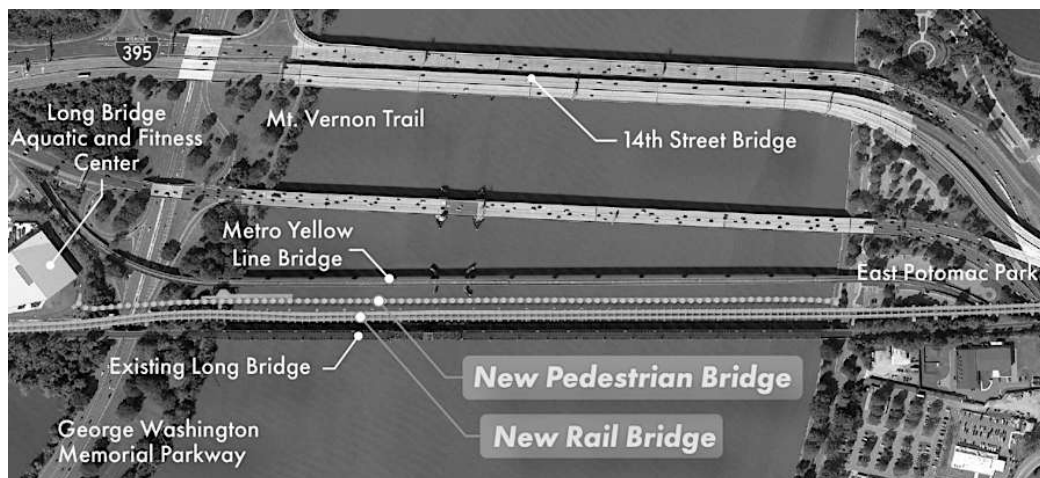 395
Long Bridge
Aquatic and Fitness
Center
Mt. Vernon Trail
14th Street Bridge
Metro Yellow
Line Bridge
East Potomac Park
Existing Long Bridge
New Pedestrian Bridge
New Rail Bridge
George Washington
Memorial Parkway